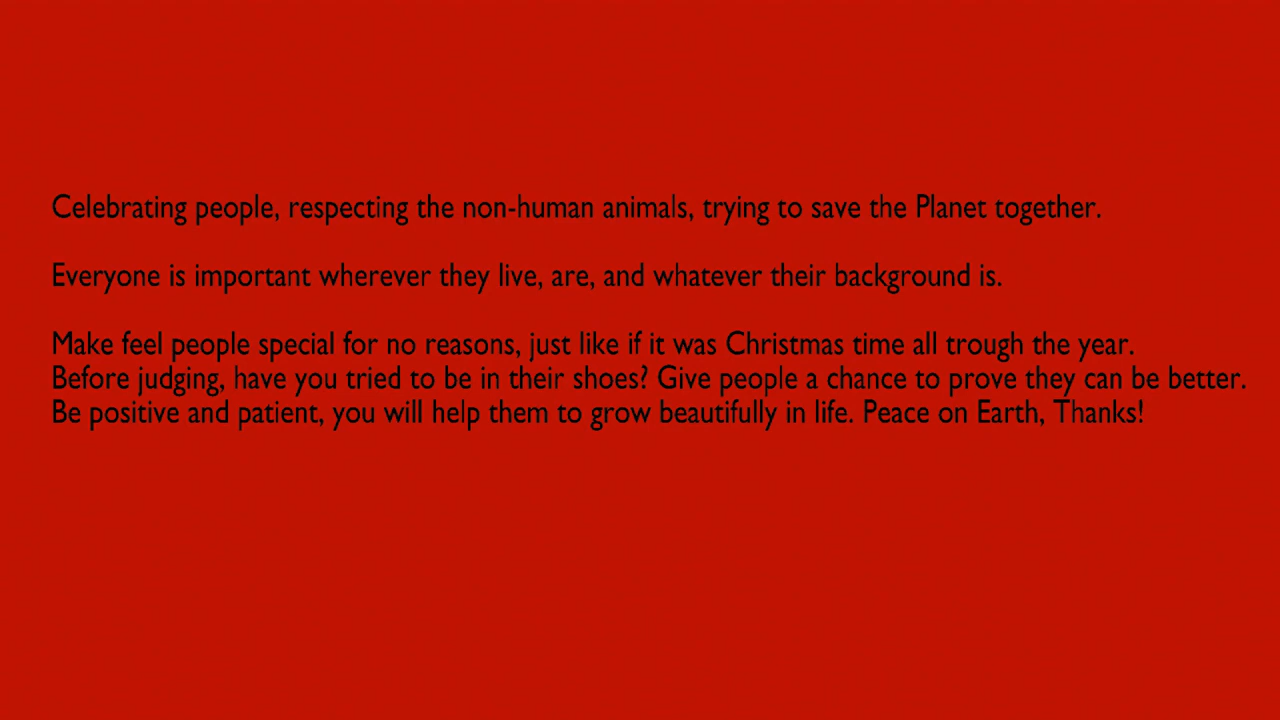 Celebrating people, respecting the non-human animals, trying to save the Planet together.
Everyone is important wherever they live, are, and whatever their background is.
Make feel people special for no reasons, just like if it was Christmas time all trough the year.
Before judging, have you tried to be in their shoes? Give people a chance to prove they can be better.
Be positive and patient, you will help them to grow beautifully in life. Peace on Earth, Thanks!